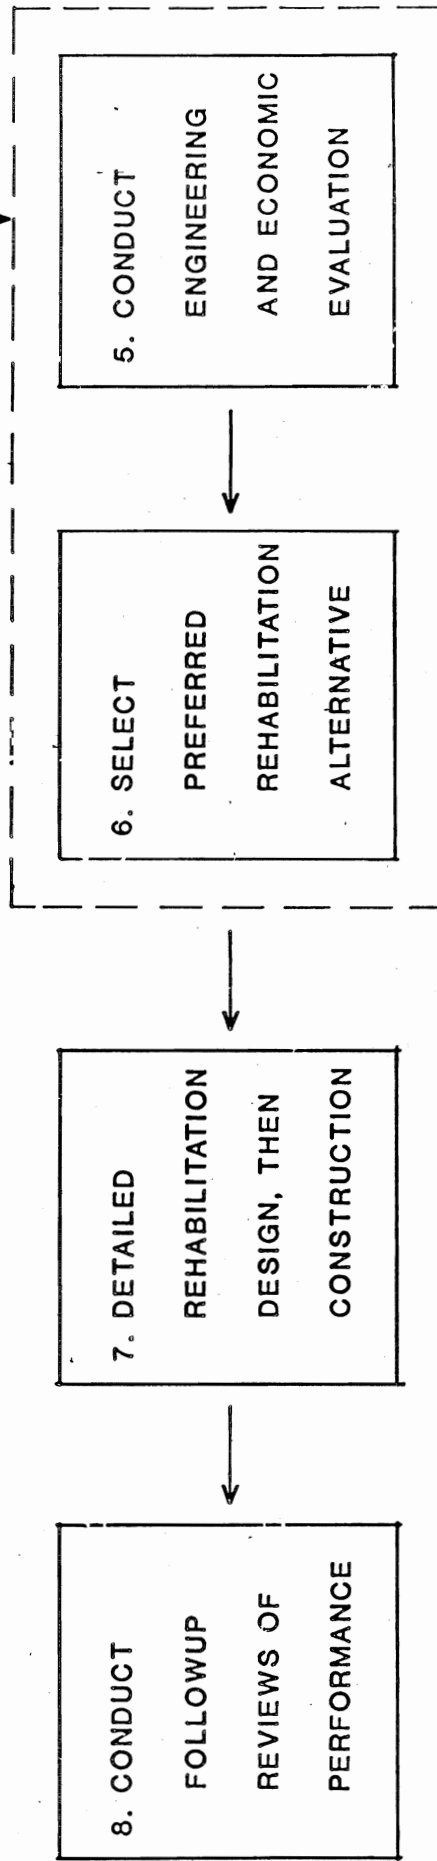 5. CONDUCT
ENGINEERING
AND ECONOMIC
EVALUATION
6. SELECT
PREFERRED
REHABILITATION
ALTERNATIVE
7. DETAILED
REHABILITATION
DESIGN, THEN
CONSTRUCTION
8. CONDUCT
FOLLOWUP
REVIEWS OF
PERFORMANCE